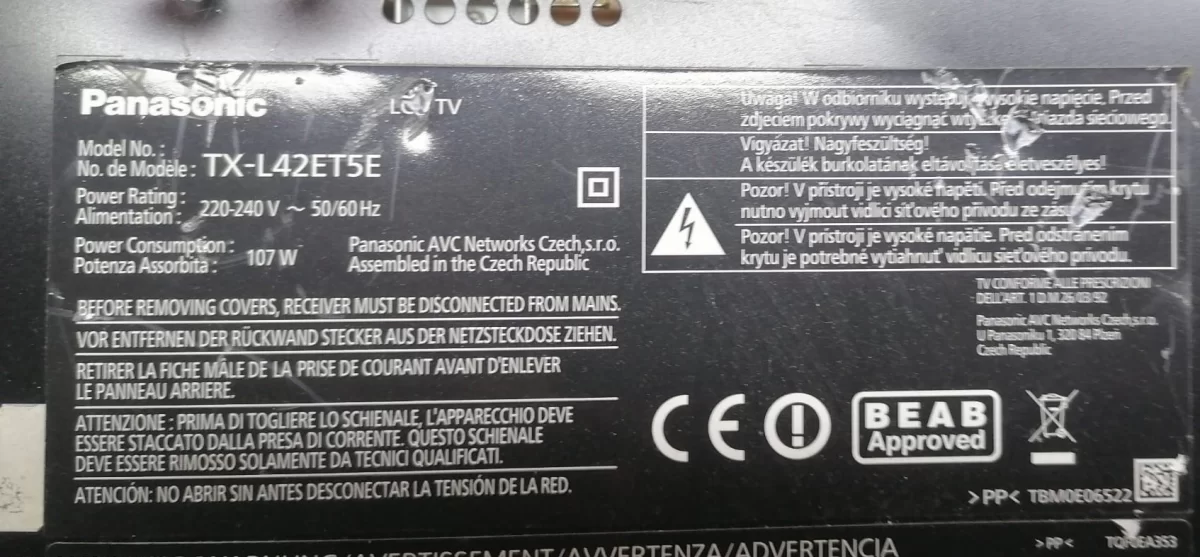 Panasonic
LCD TV
Model No. :
No. de Modèle : TX-L42ET5E
Power Rating :
Alimentation : 220-240 V ~ 50/60 Hz
Power Consumption :
Potenza Assorbita : 107 W
Panasonic AVC Networks Czech,s.r.o.
Assembled in the Czech Republic
BEFORE REMOVING COVERS, RECEIVER MUST BE DISCONNECTED FROM MAINS.
VOR ENTFERNEN DER RÜCKWAND STECKER AUS DER NETZSTECKDOSE ZIEHEN.
RETIRER LA FICHE MÂLE DE LA PRISE DE COURANT AVANT D'ENLEVER
LE PANNEAU ARRIERE.
ATTENZIONE : PRIMA DI TOGLIERE LO SCHIENALE, L'APPARECCHIO DEVE
ESSERE STACCATO DALLA PRESA DI CORRENTE. QUESTO SCHIENALE
DEVE ESSERE RIMOSSO SOLAMENTE DA TECNICI QUALIFICATI.
ATENCIÓN: NO ABRIR SIN ANTES DESCONECTAR LA TENSIÓN DE LA RED.
Uwaga! W odbiorniku wysokie napięcie. Przed
zdjęciem pokrywy wyciągnąć sieciowego.
Vigyázat! Nagyfeszültség!
A készülék burkolatának eltávolítása életveszélyes!
Pozor! V přístroji je vysoké napětí. Před odejmutím krytu
nutno vyjmout vidlici síťového přívodu ze
Pozor! V prístroji je vysoké napätie. Pred odstránením
krytu je potrebné vytiahnuť vidlicu sieťového prívodu.
TV CONFORME ALLE PRESCRIZIONI
DELL'ART. 1 D.M.26 03/92
Panasonic AVC Networks Czech,s.r.o.
U Panasoniku 1, 320 84 Plzeň
Czech Republic
CE
BEAB
Approved
>PP< TBM0E06522
/AVERTISSEMENT/AVVERTENZA/ADVERTENCIA
>PP<